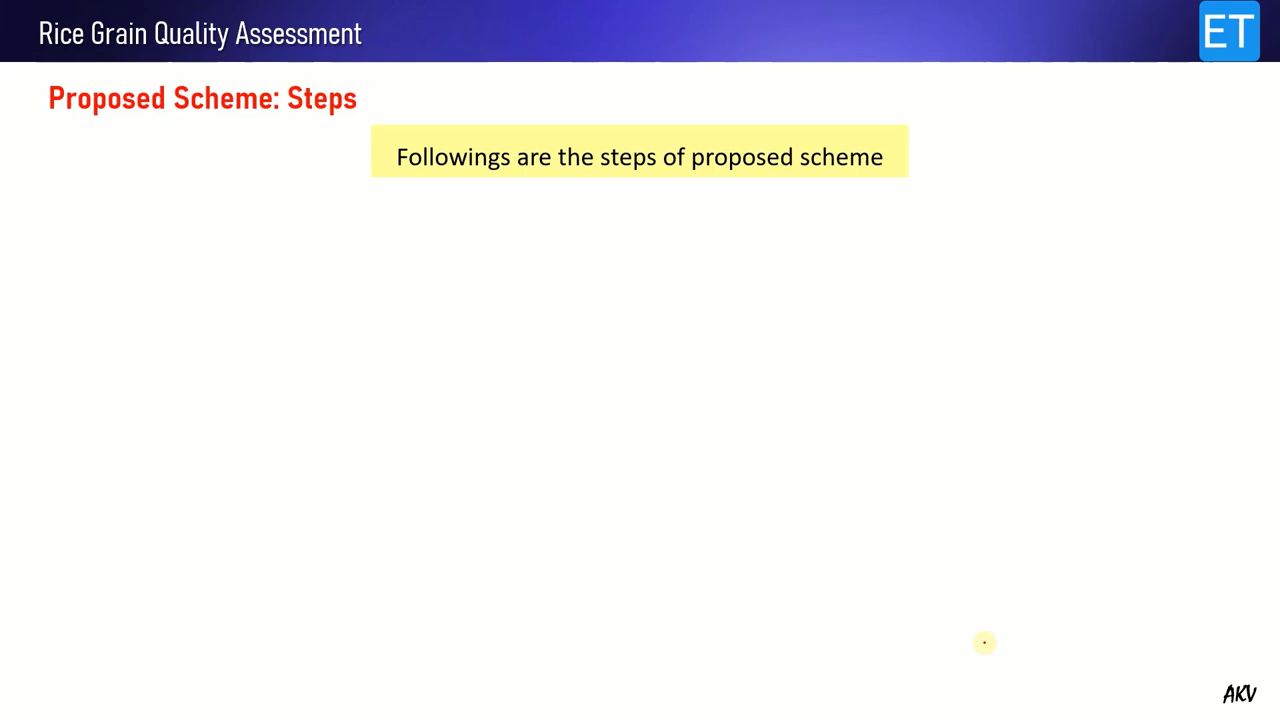 Rice Grain Quality Assessment
ET
Proposed Scheme: Steps
Followings are the steps of proposed scheme
AKV